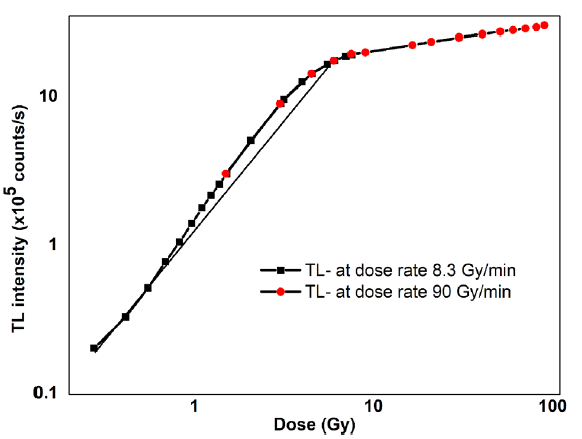 TL intensity (x10⁵ counts/s)
10
1
0.1
TL- at dose rate 8.3 Gy/min
TL- at dose rate 90 Gy/min
1
10
100
Dose (Gy)